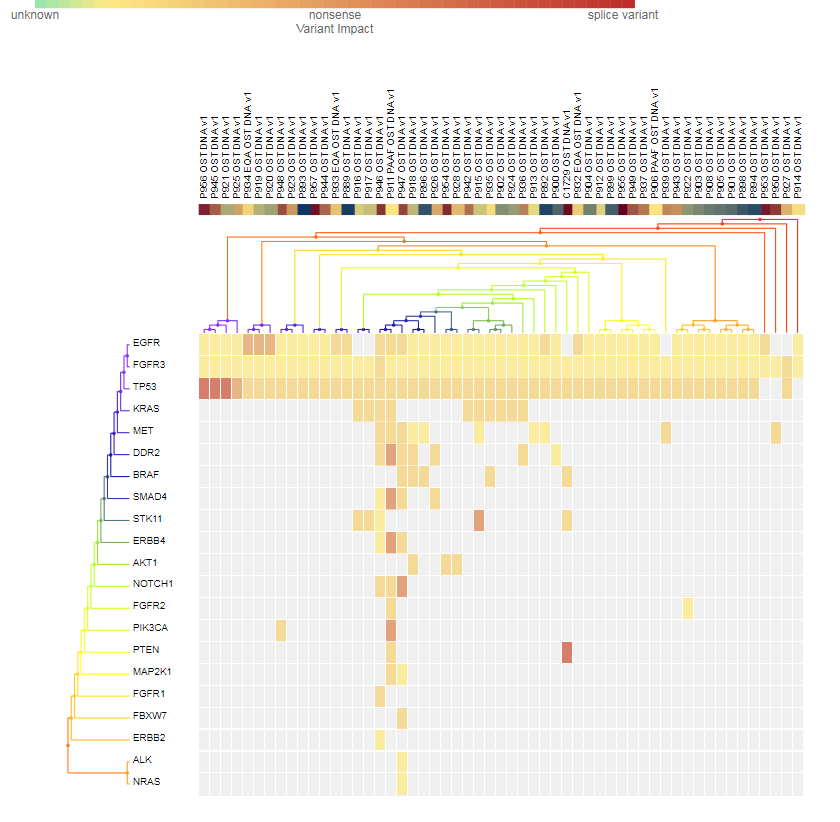 unknown
nonsense
splice variant
Variant Impact
P956 OST DNA v1
P945 OST DNA v1
P921 OST DNA v1
P925 OST DNA v1
P934 EQA OST DNA v1
P919 OST DNA v1
P920 OST DNA v1
P948 OST DNA v1
P923 OST DNA v1
P893 OST DNA v1
P957 OST DNA v1
P944 OST DNA v1
P933 EQA OST DNA v1
P889 OST DNA v1
P916 OST DNA v1
P917 OST DNA v1
P946 OST DNA v1
P911 PAAF OST DNA v1
P947 OST DNA v1
P918 OST DNA v1
P896 OST DNA v1
P926 OST DNA v1
P954 OST DNA v1
P928 OST DNA v1
P942 OST DNA v1
P915 OST DNA v1
P935 OST DNA v1
P902 OST DNA v1
P924 OST DNA v1
P936 OST DNA v1
P913 OST DNA v1
P892 OST DNA v1
P900 OST DNA v1
C1729 OST DNA v1
P932 EQA OST DNA v1
P904 OST DNA v1
P912 OST DNA v1
P899 OST DNA v1
P955 OST DNA v1
P949 OST DNA v1
P937 OST DNA v1
P906 PAAF OST DNA v1
P939 OST DNA v1
P943 OST DNA v1
P922 OST DNA v1
P903 OST DNA v1
P908 OST DNA v1
P905 OST DNA v1
P901 OST DNA v1
P898 OST DNA v1
P894 OST DNA v1
P953 OST DNA v1
P960 OST DNA v1
P927 OST DNA v1
P914 OST DNA v1
EGFR
FGFR3
TP53
KRAS
MET
DDR2
BRAF
SMAD4
STK11
ERBB4
AKT1
NOTCH1
FGFR2
PIK3CA
PTEN
MAP2K1
FGFR1
FBXW7
ERBB2
ALK
NRAS